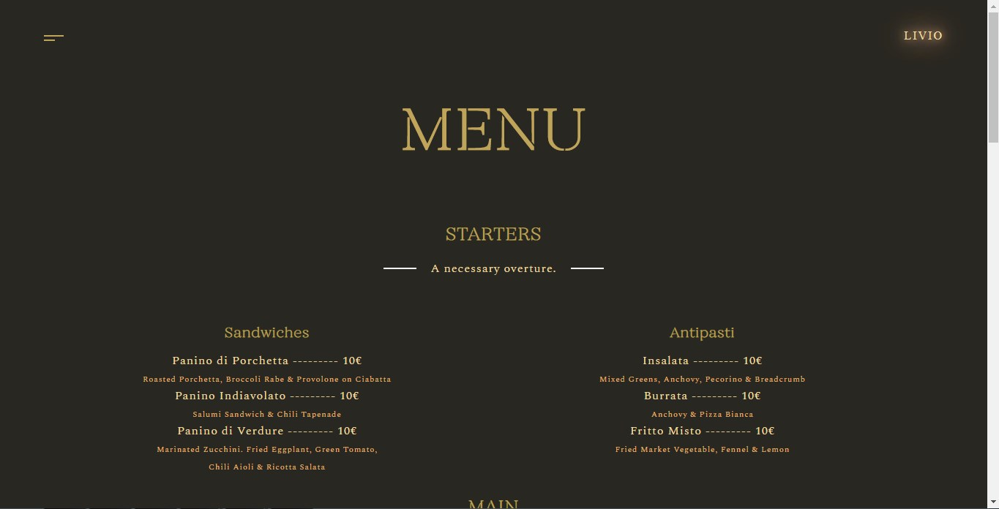 LIVIO
MENU
STARTERS
A necessary overture.
Sandwiches
Panino di Porchetta --------- 10€
Roasted Porchetta, Broccoli Rabe & Provolone on Ciabatta
Panino Indiavolato --------- 10€
Salumi Sandwich & Chili Tapenade
Panino di Verdure --------- 10€
Marinated Zucchini. Fried Eggplant, Green Tomato,
Chili Aioli & Ricotta Salata
Antipasti
Insalata --------- 10€
Mixed Greens, Anchovy, Pecorino & Breadcrumb
Burrata --------- 10€
Anchovy & Pizza Bianca
Fritto Misto --------- 10€
Fried Market Vegetable, Fennel & Lemon
MAIN